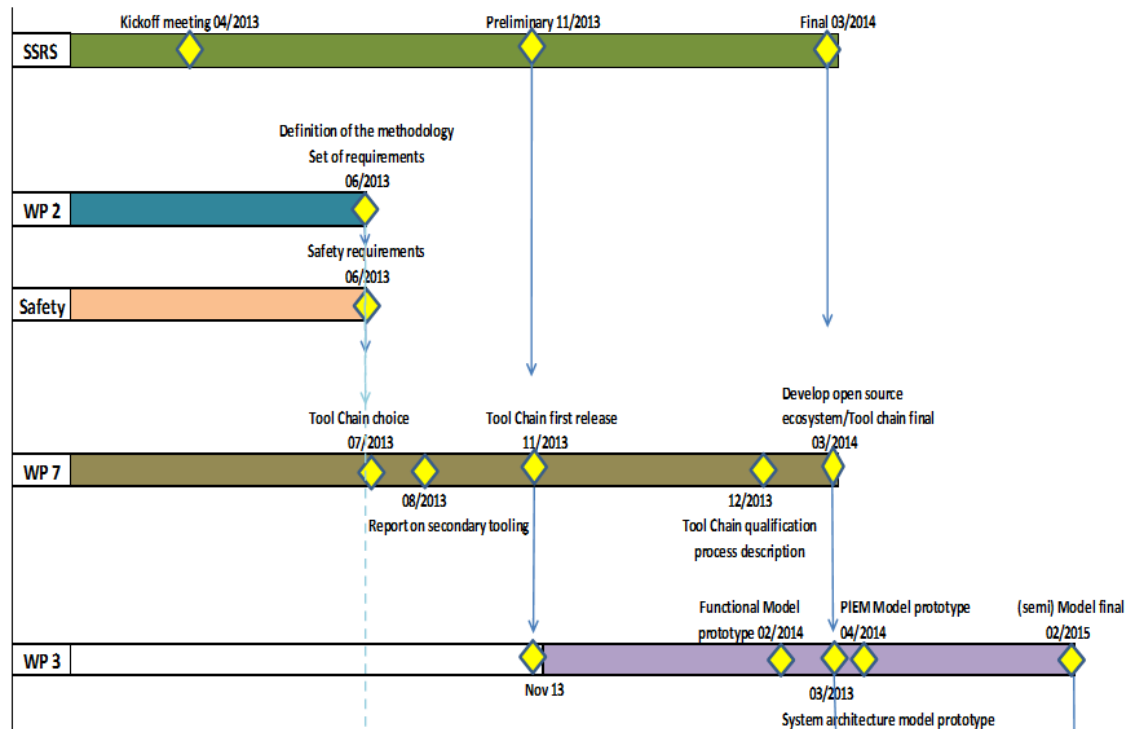 Kickoff meeting 04/2013
Preliminary 11/2013
Final 03/2014
SSRS
Definition of the methodology
Set of requirements
06/2013
WP 2
Safety requirements
06/2013
Safety
Develop open source
Tool Chain choice
Tool Chain first release
ecosystem/Tool chain final
07/2013
11/2013
03/2014
WP 7
08/2013
12/2013
Report on secondary tooling
Tool Chain qualification
process description
Functional Model
PIEM Model prototype
(semi) Model final
prototype 02/2014
04/2014
02/2015
WP 3
Nov 13
03/2013
System architecture model prototype